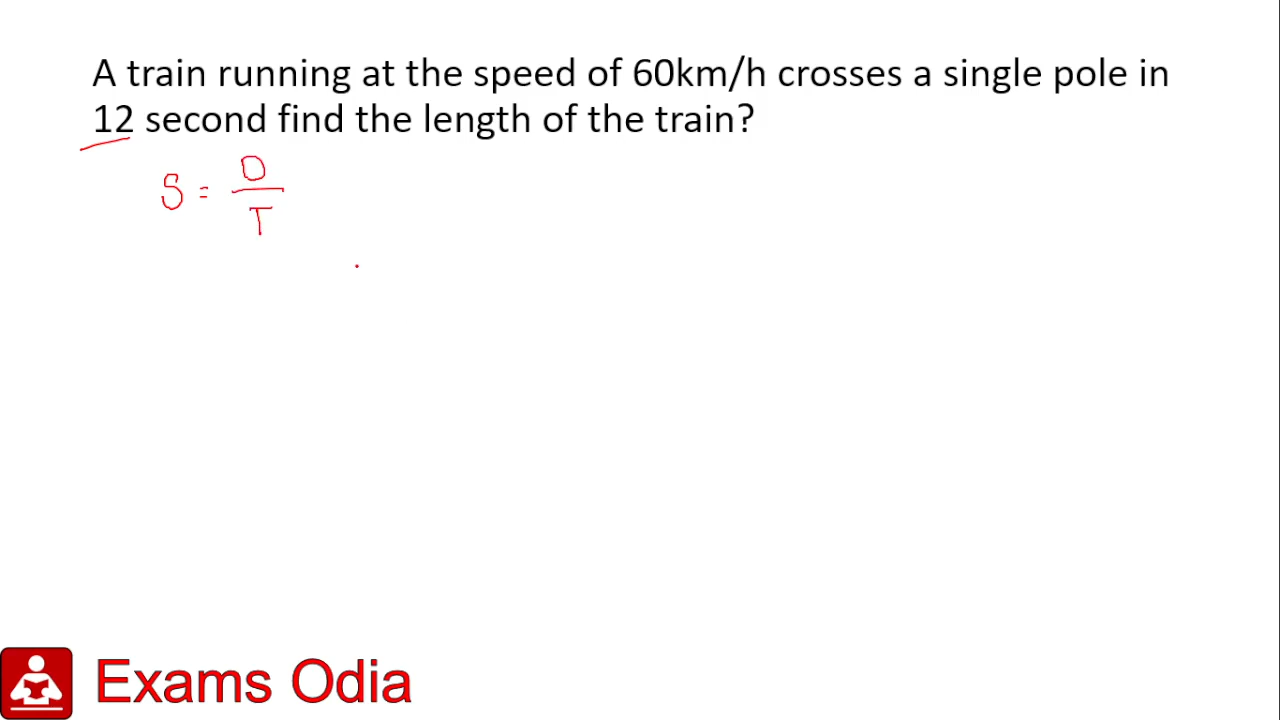 A train running at the speed of 60km/h crosses a single pole in
12 second find the length of the train?
S = D
T
Exams Odia